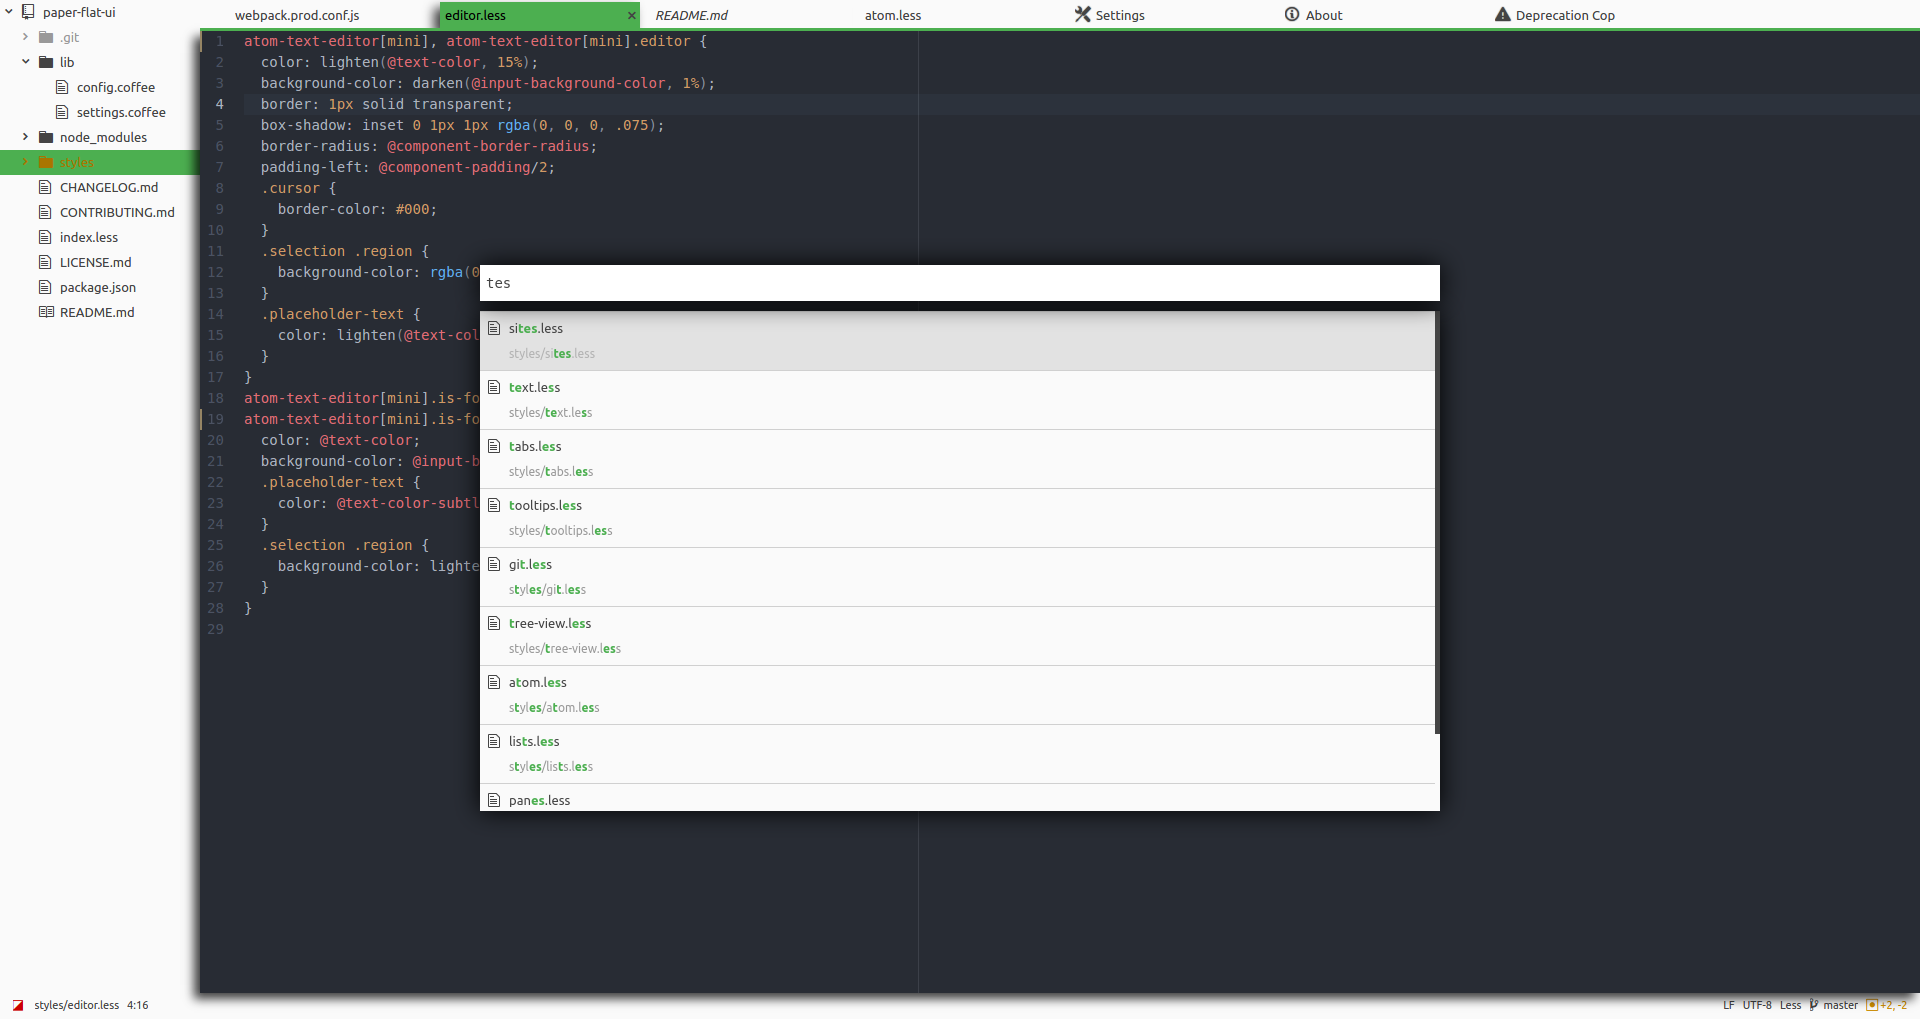 paper-flat-ui
.git
lib
config.coffee
settings.coffee
node_modules
styles
CHANGELOG.md
CONTRIBUTING.md
index.less
LICENSE.md
package.json
README.md
webpack.prod.conf.js
editor.less ×
README.md
atom.less
Settings
About
Deprecation Cop
1 atom-text-editor[mini], atom-text-editor[mini].editor {
2 color: lighten(@text-color, 15%);
3 background-color: darken(@input-background-color, 1%);
4 border: 1px solid transparent;
5 box-shadow: inset 0 1px 1px rgba(0, 0, 0, .075);
6 border-radius: @component-border-radius;
7 padding-left: @component-padding/2;
8 .cursor {
9 border-color: #000;
10 }
11 .selection .region {
12 background-color: rgba(0
13 }
14 .placeholder-text {
15 color: lighten(@text-col
16 }
17 }
18 atom-text-editor[mini].is-fo
19 atom-text-editor[mini].is-fo
20 color: @text-color;
21 background-color: @input-b
22 .placeholder-text {
23 color: @text-color-subtl
24 }
25 .selection .region {
26 background-color: lighte
27 }
28 }
29
tes
sites.less
styles/sites.less
text.less
styles/text.less
tabs.less
styles/tabs.less
tooltips.less
styles/tooltips.less
git.less
styles/git.less
tree-view.less
styles/tree-view.less
atom.less
styles/atom.less
lists.less
styles/lists.less
panes.less
styles/editor.less 4:16
LF UTF-8 Less master +2, -2